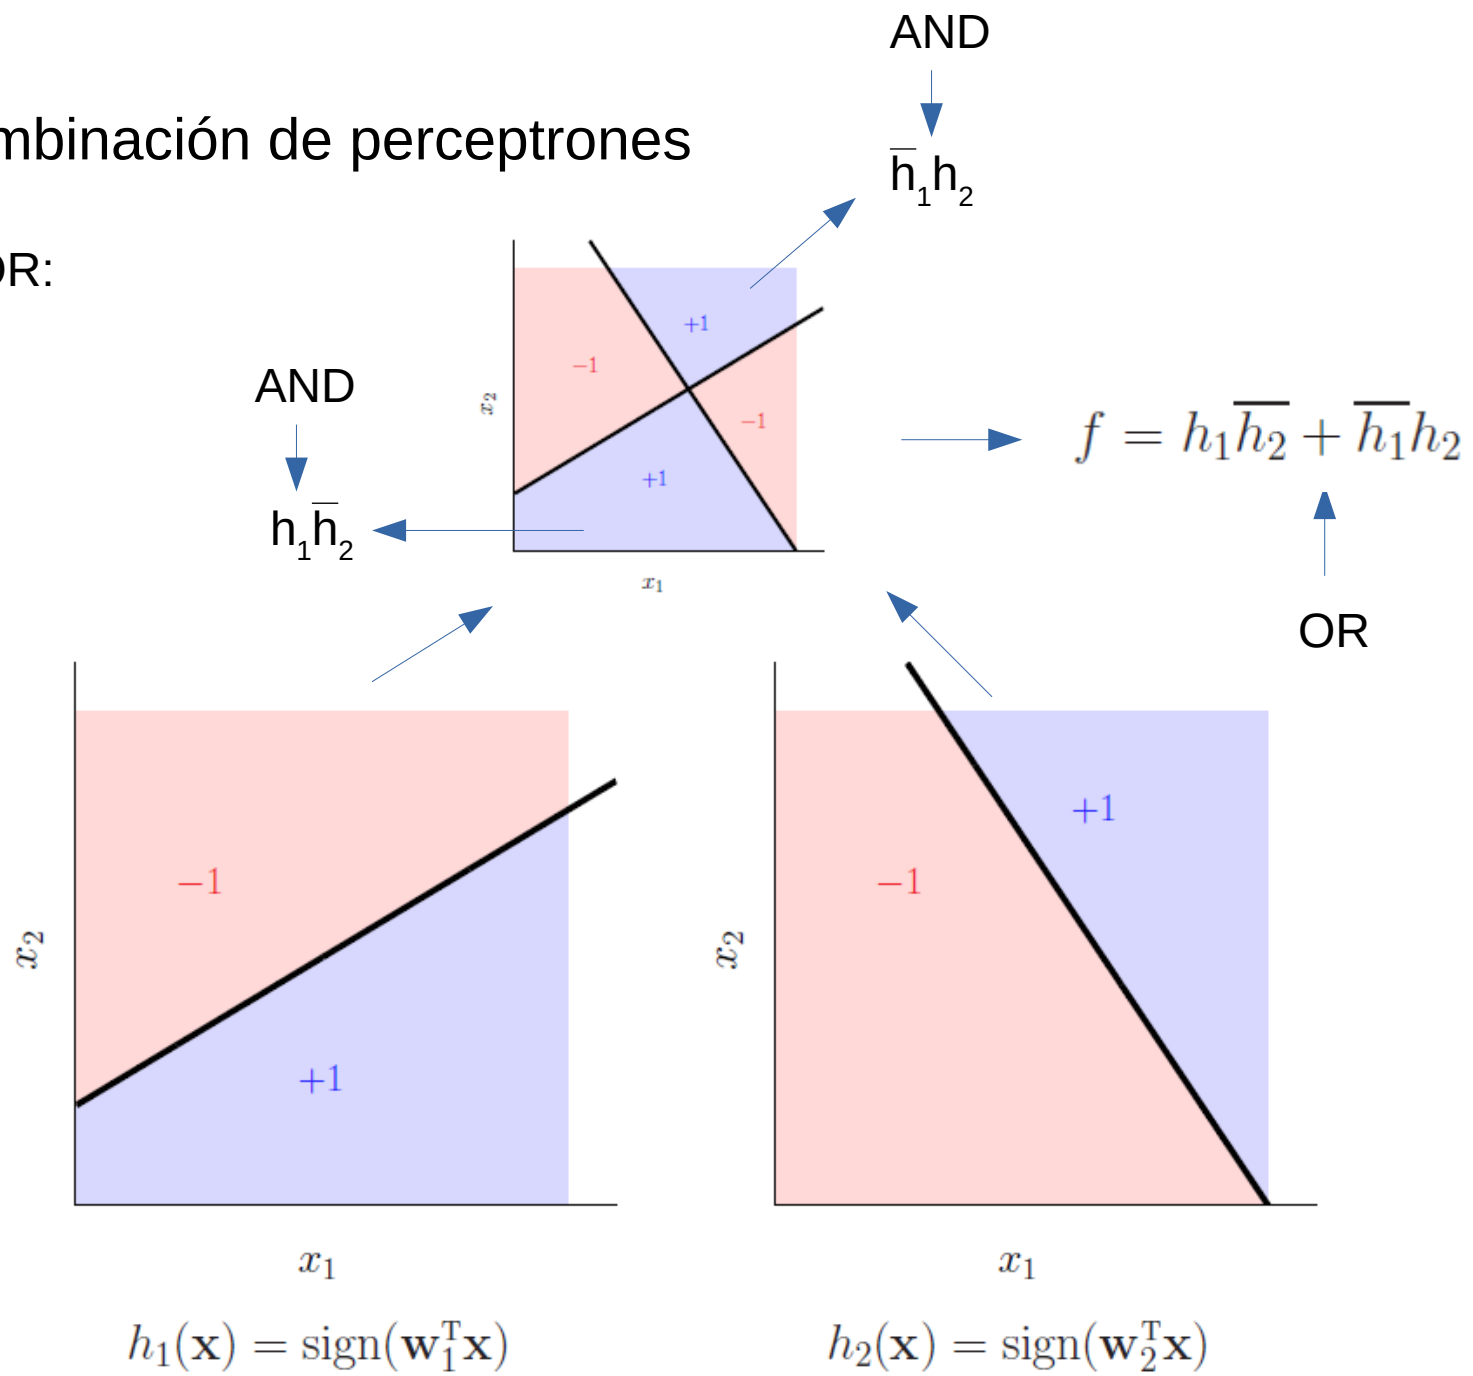 AND
mbinación de perceptrones
h̅₁h₂
OR:
+1
−1
x₂
−1
+1
x₁
AND
h₁h̅₂
f = h₁h̅₂ + h̅₁h₂
OR
−1
x₂
+1
x₁
h₁(x) = sign(w₁ᵀx)
+1
−1
x₂
x₁
h₂(x) = sign(w₂ᵀx)